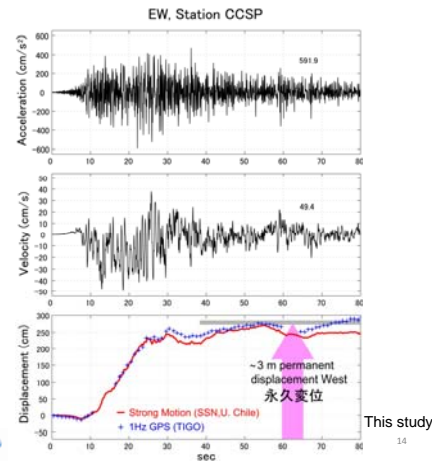 EW, Station CCSP
Acceleration (cm/s²)
600
400
200
0
-200
-400
-600
591.9
0 10 20 30 40 50 60 70 80
Velocity (cm/s)
50
40
30
20
10
0
-10
-20
-30
-40
-50
49.4
0 10 20 30 40 50 60 70 80
Displacement (cm)
300
250
200
150
100
50
0
-50
~3 m permanent
displacement West
永久変位
Strong Motion (SSN,U. Chile)
1Hz GPS (TIGO)
0 10 20 30 40 50 60 70 80
sec
This study
14